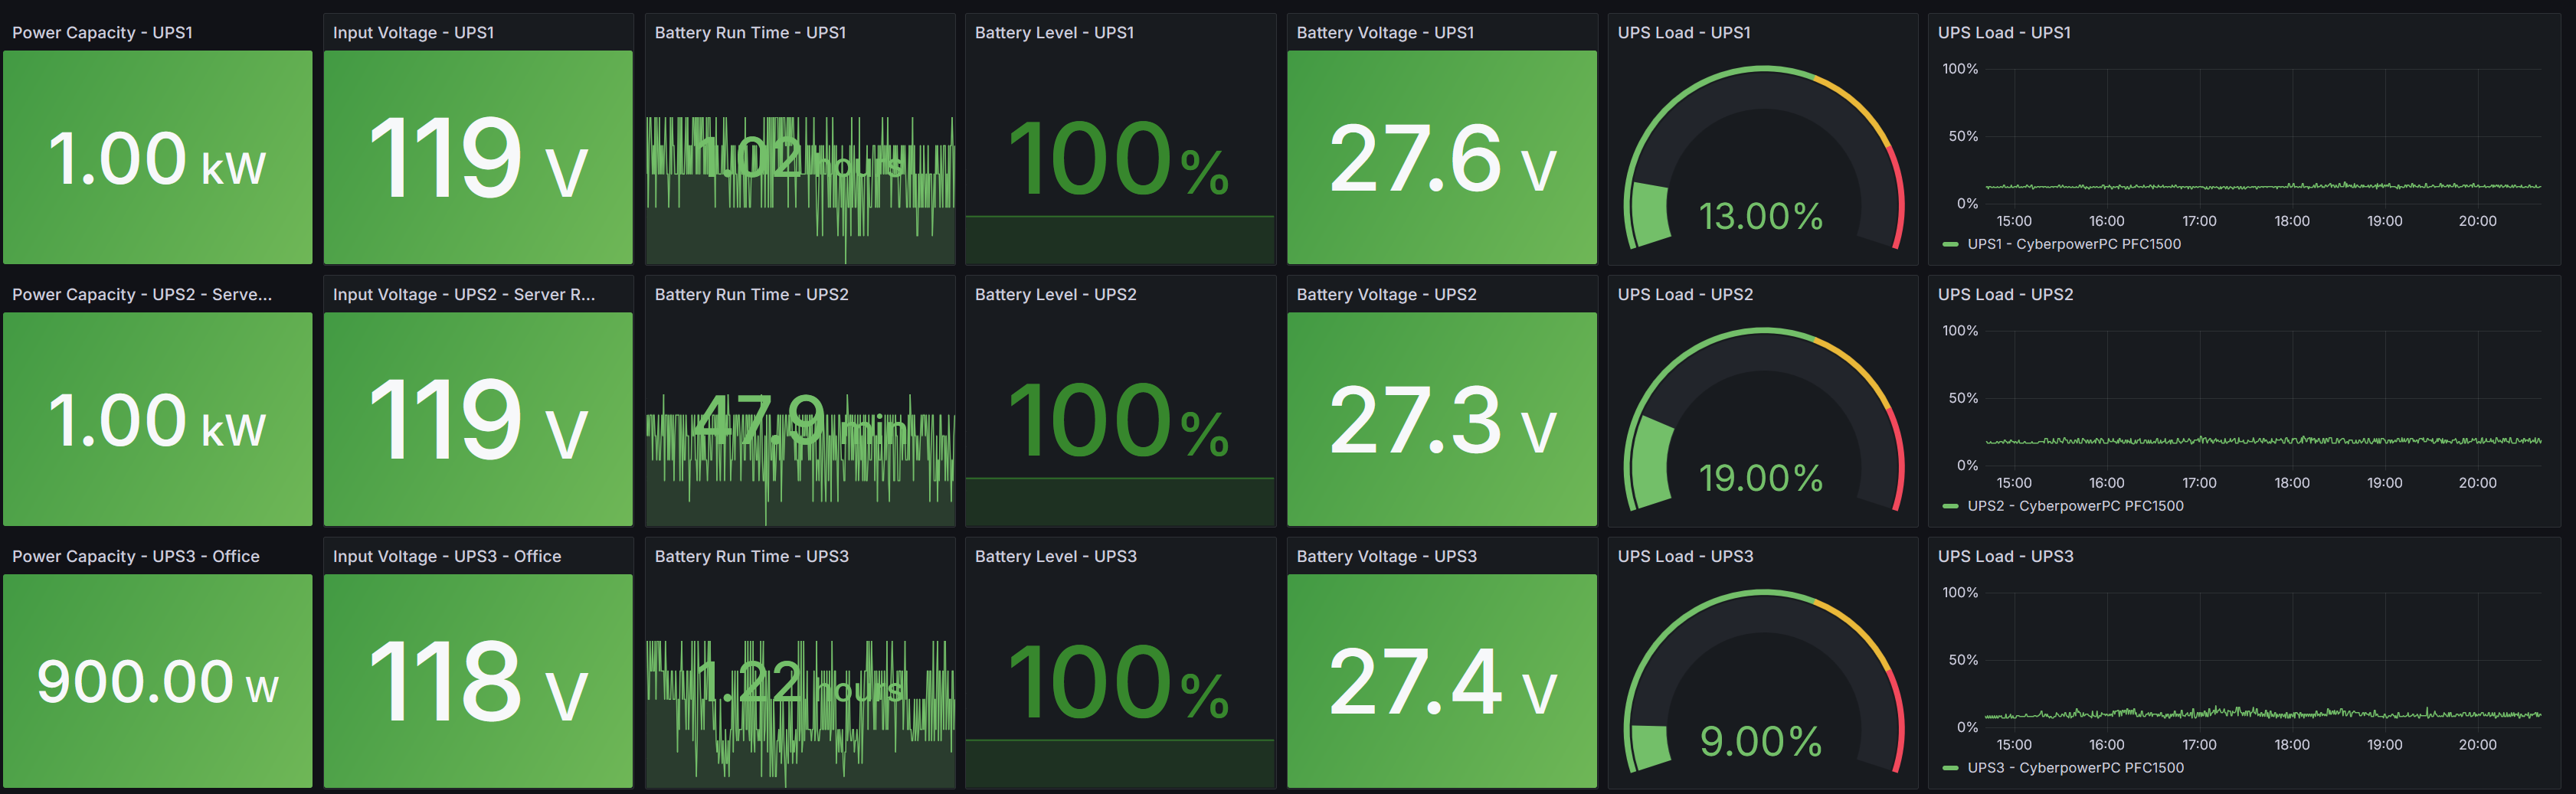 Power Capacity - UPS1
1.00 kW
Input Voltage - UPS1
119 V
Battery Run Time - UPS1
1.02 hours
Battery Level - UPS1
100%
Battery Voltage - UPS1
27.6 V
UPS Load - UPS1
13.00%
UPS Load - UPS1
100%
50%
0%
15:00 16:00 17:00 18:00 19:00 20:00
UPS1 - CyberpowerPC PFC1500
Power Capacity - UPS2 - Serve...
1.00 kW
Input Voltage - UPS2 - Server R...
119 V
Battery Run Time - UPS2
47.9 min
Battery Level - UPS2
100%
Battery Voltage - UPS2
27.3 V
UPS Load - UPS2
19.00%
UPS Load - UPS2
100%
50%
0%
15:00 16:00 17:00 18:00 19:00 20:00
UPS2 - CyberpowerPC PFC1500
Power Capacity - UPS3 - Office
900.00 W
Input Voltage - UPS3 - Office
118 V
Battery Run Time - UPS3
1.22 hours
Battery Level - UPS3
100%
Battery Voltage - UPS3
27.4 V
UPS Load - UPS3
9.00%
UPS Load - UPS3
100%
50%
0%
15:00 16:00 17:00 18:00 19:00 20:00
UPS3 - CyberpowerPC PFC1500